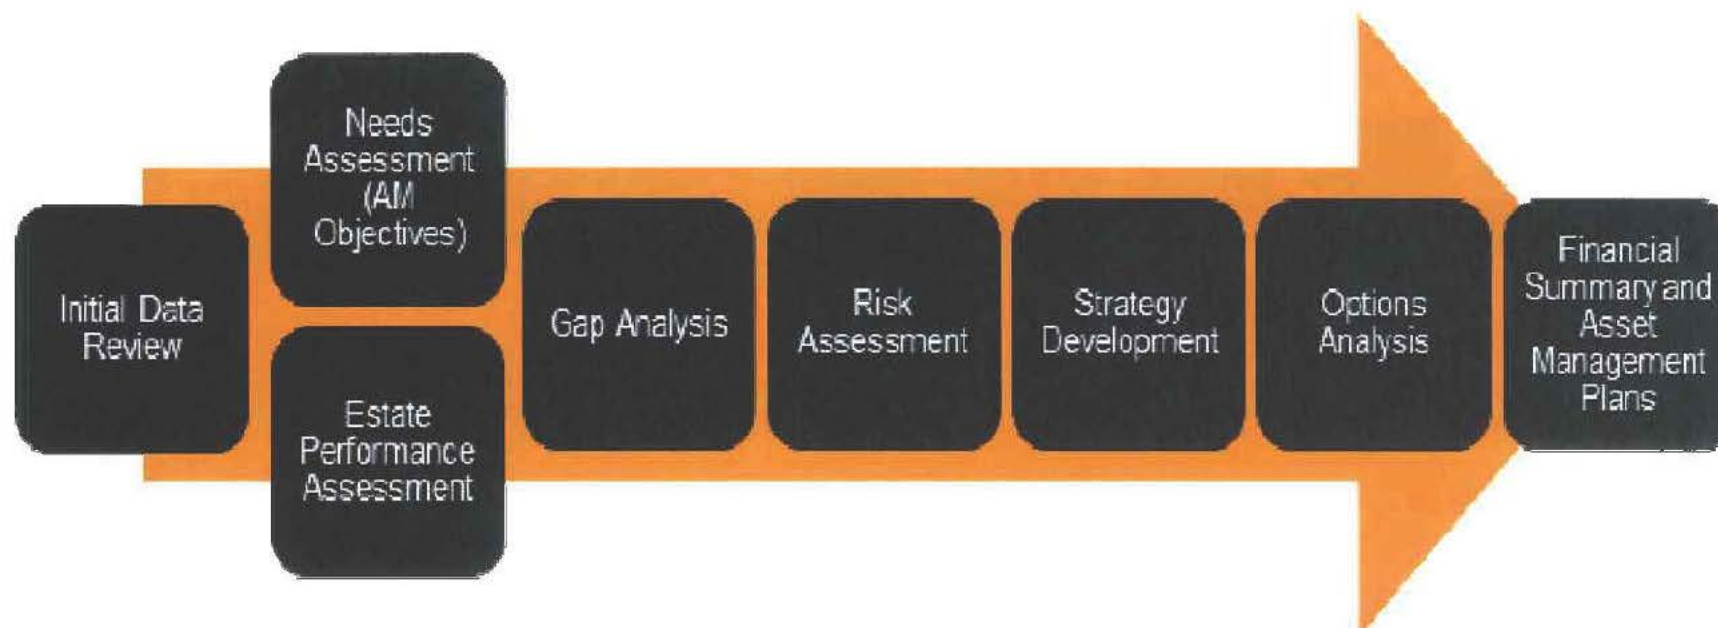 Initial Data
Review
Needs
Assessment
(AM
Objectives)
Estate
Performance
Assessment
Gap Analysis
Risk
Assessment
Strategy
Development
Options
Analysis
Financial
Summary and
Asset
Management
Plans